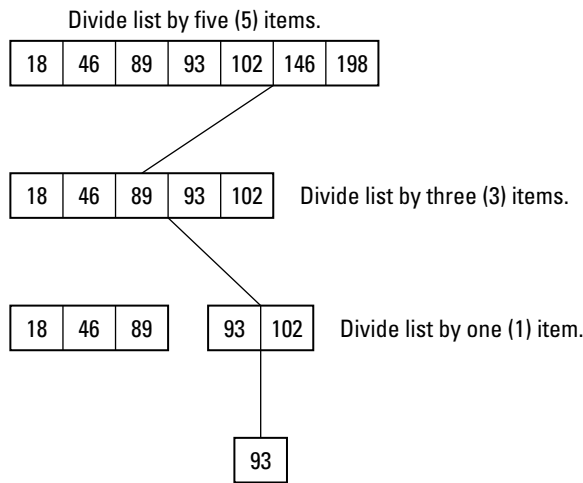 Divide list by five (5) items.
18 46 89 93 102 146 198
18 46 89 93 102 Divide list by three (3) items.
18 46 89 93 102 Divide list by one (1) item.
93